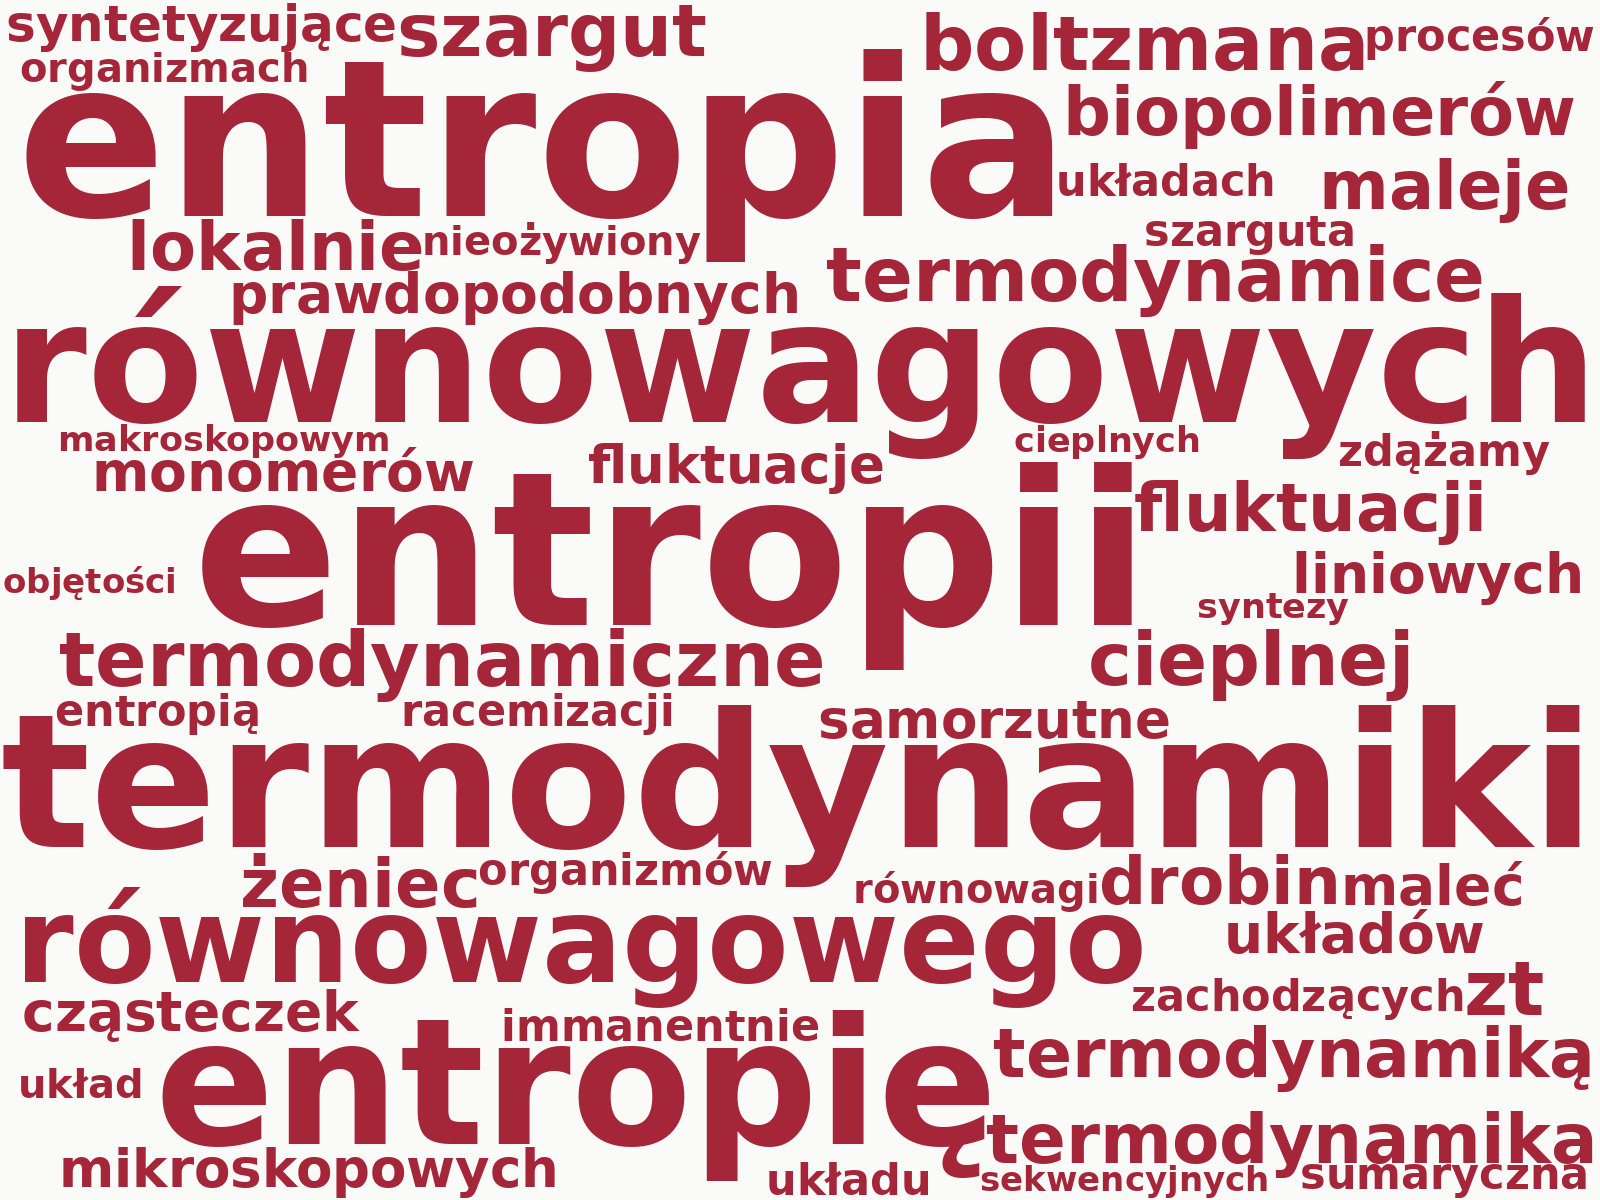 syntetyzujące szargut boltzmana procesów
organizmach
entropia biopolimerów
układach maleje
szarguta
lokalnie nieożywiony termodynamice
prawdopodobnych
równowagowych
makroskopowym cieplnych zdążamy
monomerów fluktuacje
entropii fluktuacji
objętości liniowych
syntezy
termodynamiczne cieplnej
entropią racemizacji samorzutne
termodynamiki
żeniec organizmów równowagi drobin maleć
równowagowego układów
cząsteczek zachodzących zt
immanentnie
entropię termodynamiką
układ
termodynamika
mikroskopowych układu sekwencyjnych sumaryczna